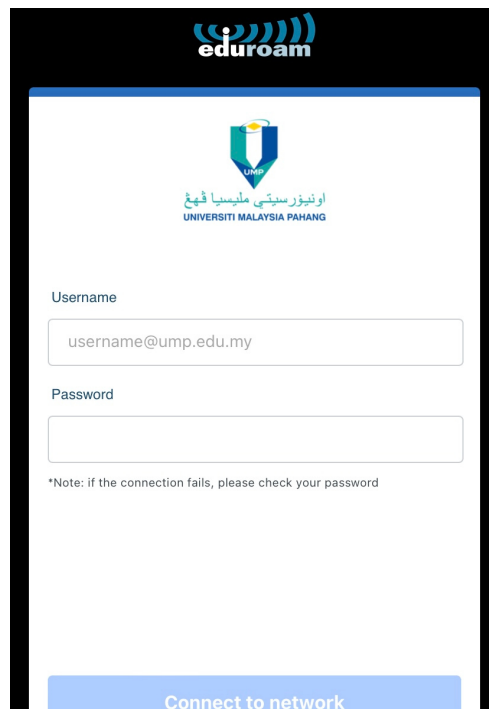 eduroam
UMP
اونيۏرسيتي مليسيا ڤهڠ
UNIVERSITI MALAYSIA PAHANG
Username
username@ump.edu.my
Password
*Note: if the connection fails, please check your password
Connect to network